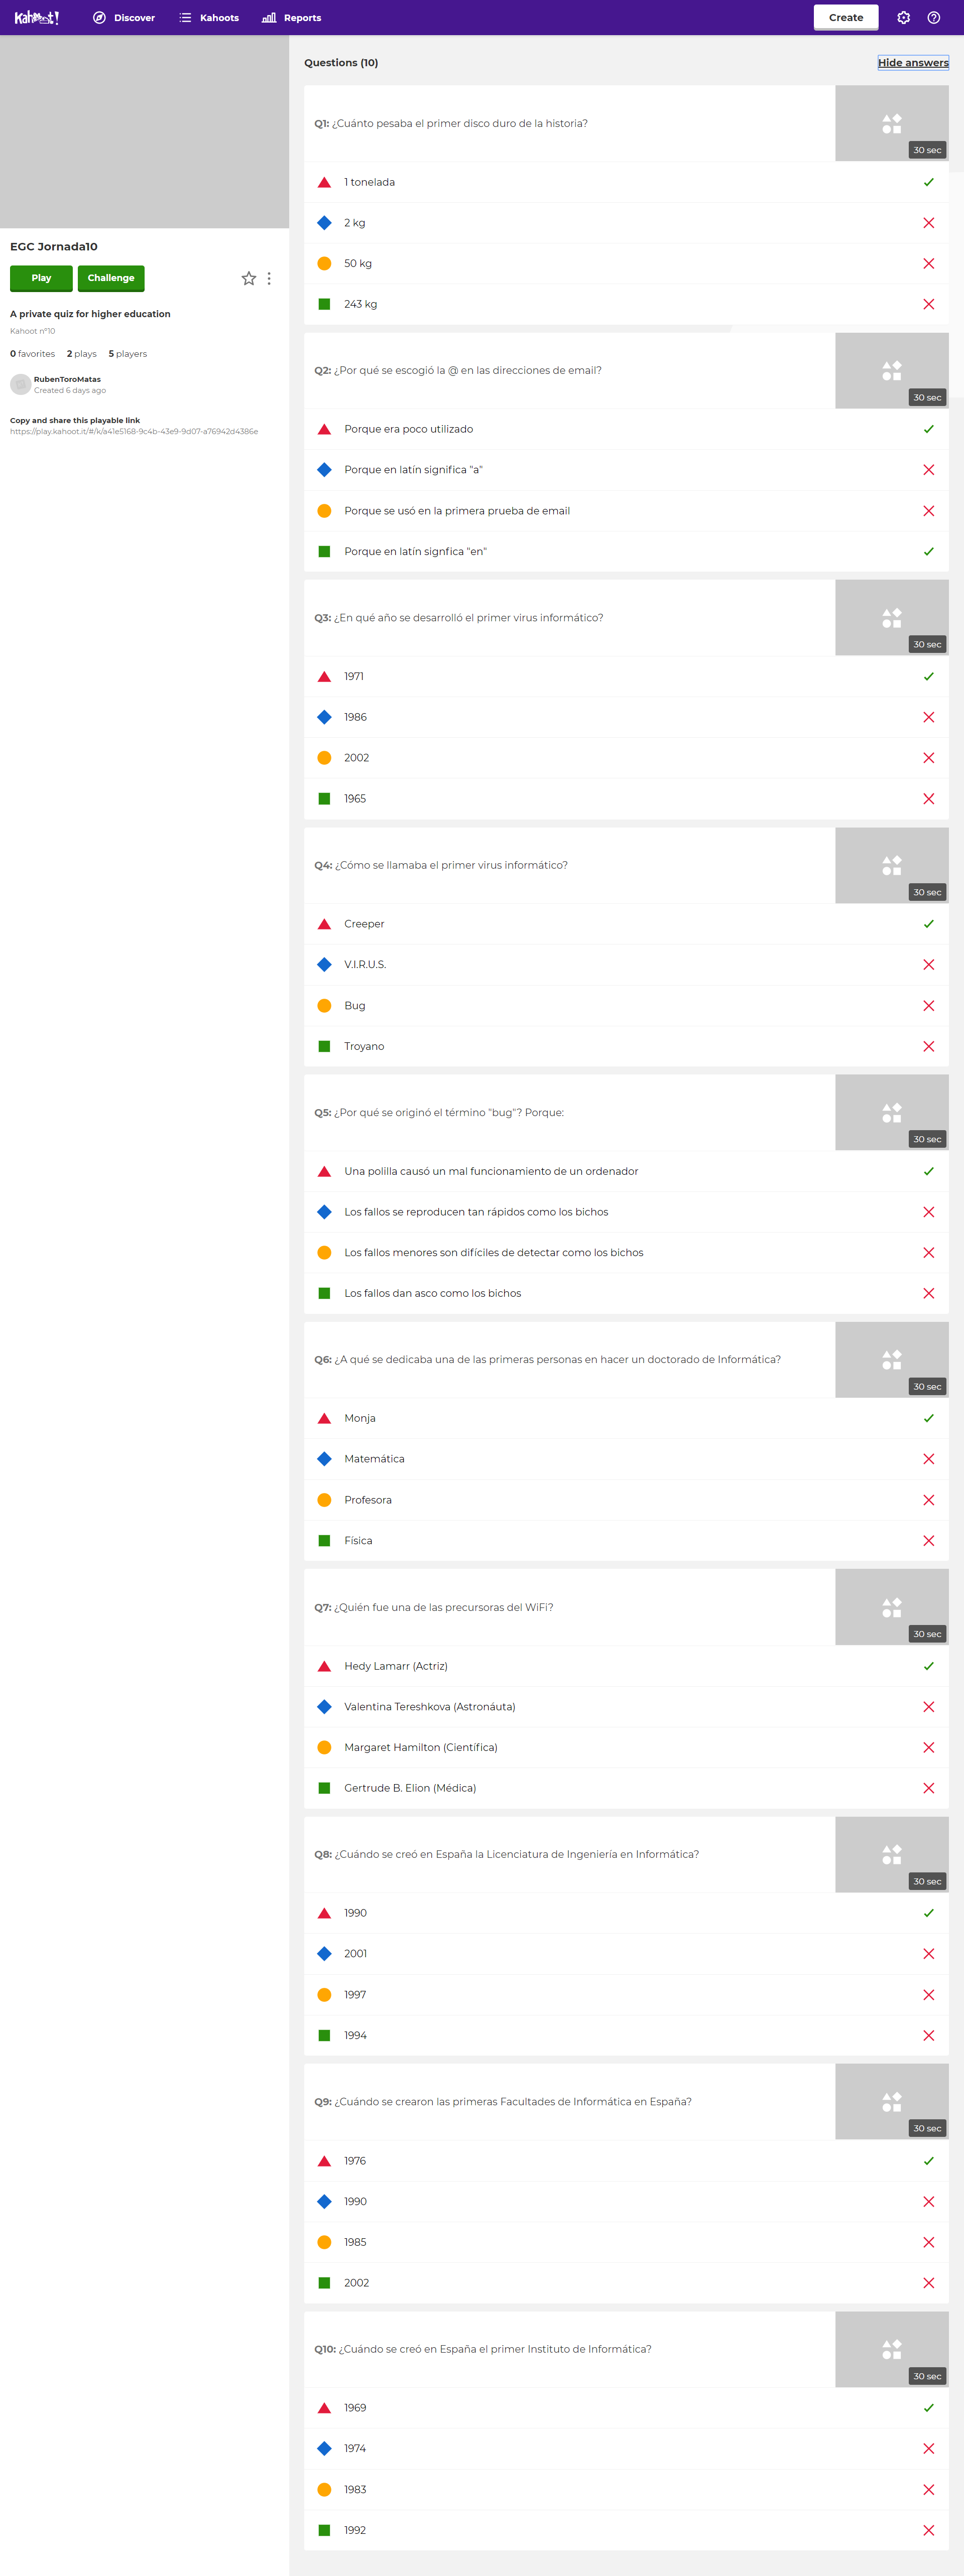 Kahoot!
Discover
Kahoots
Reports
Create
EGC Jornada10
Play
Challenge
A private quiz for higher education
Kahoot nº10
0 favorites 2 plays 5 players
RubenToroMatas
Created 6 days ago
Copy and share this playable link
https://play.kahoot.it/#/k/a41e5168-9c4b-43e9-9d07-a76942d4386e
Questions (10)
Hide answers
Q1: ¿Cuánto pesaba el primer disco duro de la historia?
30 sec
1 tonelada
2 kg
50 kg
243 kg
Q2: ¿Por qué se escogió la @ en las direcciones de email?
30 sec
Porque era poco utilizado
Porque en latín significa "a"
Porque se usó en la primera prueba de email
Porque en latín signfica "en"
Q3: ¿En qué año se desarrolló el primer virus informático?
30 sec
1971
1986
2002
1965
Q4: ¿Cómo se llamaba el primer virus informático?
30 sec
Creeper
V.I.R.U.S.
Bug
Troyano
Q5: ¿Por qué se originó el término "bug"? Porque:
30 sec
Una polilla causó un mal funcionamiento de un ordenador
Los fallos se reproducen tan rápidos como los bichos
Los fallos menores son difíciles de detectar como los bichos
Los fallos dan asco como los bichos
Q6: ¿A qué se dedicaba una de las primeras personas en hacer un doctorado de Informática?
30 sec
Monja
Matemática
Profesora
Física
Q7: ¿Quién fue una de las precursoras del WiFi?
30 sec
Hedy Lamarr (Actriz)
Valentina Tereshkova (Astronáuta)
Margaret Hamilton (Científica)
Gertrude B. Elion (Médica)
Q8: ¿Cuándo se creó en España la Licenciatura de Ingeniería en Informática?
30 sec
1990
2001
1997
1994
Q9: ¿Cuándo se crearon las primeras Facultades de Informática en España?
30 sec
1976
1990
1985
2002
Q10: ¿Cuándo se creó en España el primer Instituto de Informática?
30 sec
1969
1974
1983
1992